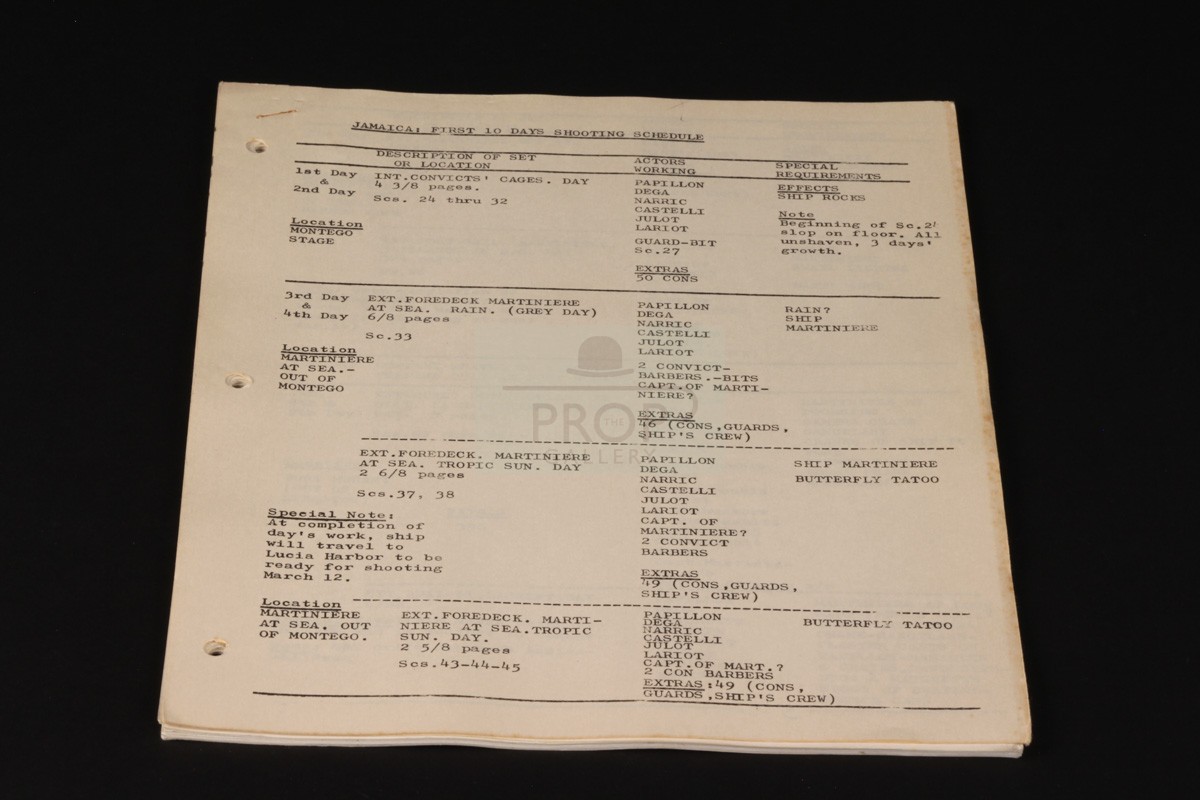 JAMAICA: FIRST 10 DAYS SHOOTING SCHEDULE
DESCRIPTION OF SET
OR LOCATION
ACTORS
WORKING
SPECIAL
REQUIREMENTS
1st Day
&
2nd Day
Location
MONTEGO
STAGE
INT.CONVICTS' CAGES. DAY
4 3/8 pages.
Scs. 24 thru 32
PAPILLON
DEGA
NARRIC
CASTELLI
JULOT
LARIOT
GUARD-BIT
Sc.27
EXTRAS
50 CONS
EFFECTS
SHIP ROCKS
Note
Beginning of Sc.2
slop on floor. All
unshaven, 3 days'
growth.
3rd Day
&
4th Day
Location
MARTINIERE
AT SEA.-
OUT OF
MONTEGO
EXT.FOREDECK MARTINIERE
AT SEA. RAIN. (GREY DAY)
6/8 pages
Sc.33
PAPILLON
DEGA
NARRIC
CASTELLI
JULOT
LARIOT
2 CONVICT-
BARBERS.-BITS
CAPT.OF MARTI-
NIERE?
EXTRAS
46 (CONS,GUARDS,
SHIP'S CREW)
RAIN?
SHIP
MARTINIERE
THE
PROP
GALLERY
EXT.FOREDECK. MARTINIERE
AT SEA. TROPIC SUN. DAY
2 6/8 pages
Scs.37, 38
PAPILLON
DEGA
NARRIC
CASTELLI
JULOT
LARIOT
CAPT. OF
MARTINIERE?
2 CONVICT
BARBERS
EXTRAS
49 (CONS,GUARDS,
SHIP'S CREW)
SHIP MARTINIERE
BUTTERFLY TATOO
Special Note:
At completion of
day's work, ship
will travel to
Lucia Harbor to be
ready for shooting
March 12.
Location
MARTINIERE
AT SEA. OUT
OF MONTEGO.
EXT.FOREDECK. MARTI-
NIERE AT SEA.TROPIC
SUN. DAY.
2 5/8 pages
Scs.43-44-45
PAPILLON
DEGA
NARRIC
CASTELLI
JULOT
LARIOT
CAPT.OF MART.?
2 CON BARBERS
EXTRAS:49 (CONS,
GUARDS,SHIP'S CREW)
BUTTERFLY TATOO